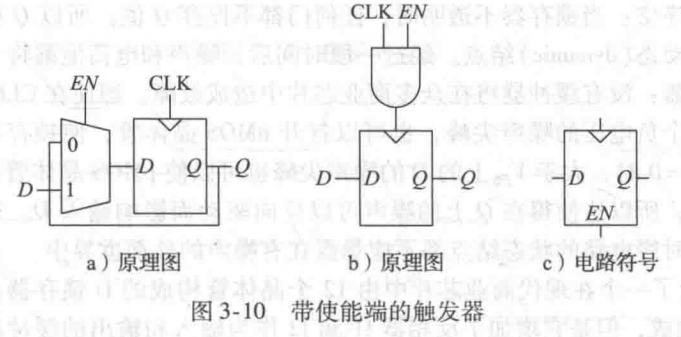 CLK EN
EN
CLK
0
D 1 D Q Q
D D Q Q
D Q
EN
a）原理图 b）原理图 c）电路符号
图 3-10 带使能端的触发器